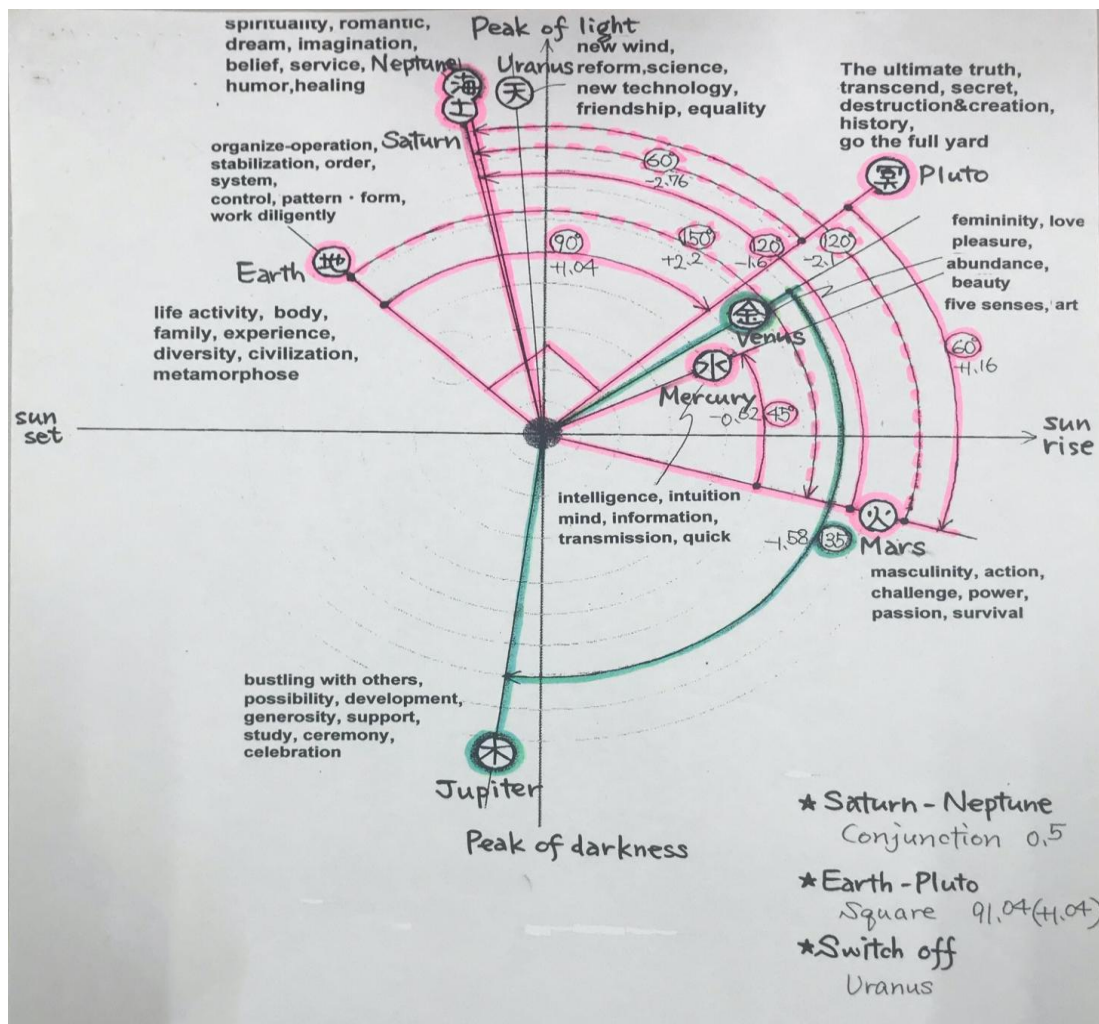 spirituality, romantic,
dream, imagination,
belief, service,
humor,healing
Neptune
海
土
Saturn
Peak of light
Uranus
天
new wind,
reform,science,
new technology,
friendship, equality
The ultimate truth,
transcend, secret,
destruction&creation,
history,
go the full yard
冥 Pluto
organize-operation,
stabilization, order,
system,
control, pattern・form,
work diligently
60°
-2.76
90°
+1.04
150°
+2.2
120°
-1.6
120°
-2.1
femininity, love
pleasure,
abundance,
beauty
five senses, art
地
Earth
life activity, body,
family, experience,
diversity, civilization,
metamorphose
金
Venus
水
Mercury
-0.82 45°
60°
+1.16
sun
set
sun
rise
intelligence, intuition
mind, information,
transmission, quick
-1.58 135
火
Mars
masculinity, action,
challenge, power,
passion, survival
bustling with others,
possibility, development,
generosity, support,
study, ceremony,
celebration
木
Jupiter
Peak of darkness
★ Saturn - Neptune
Conjunction 0.5
★ Earth - Pluto
Square 91.04(+1.04)
★ Switch off
Uranus